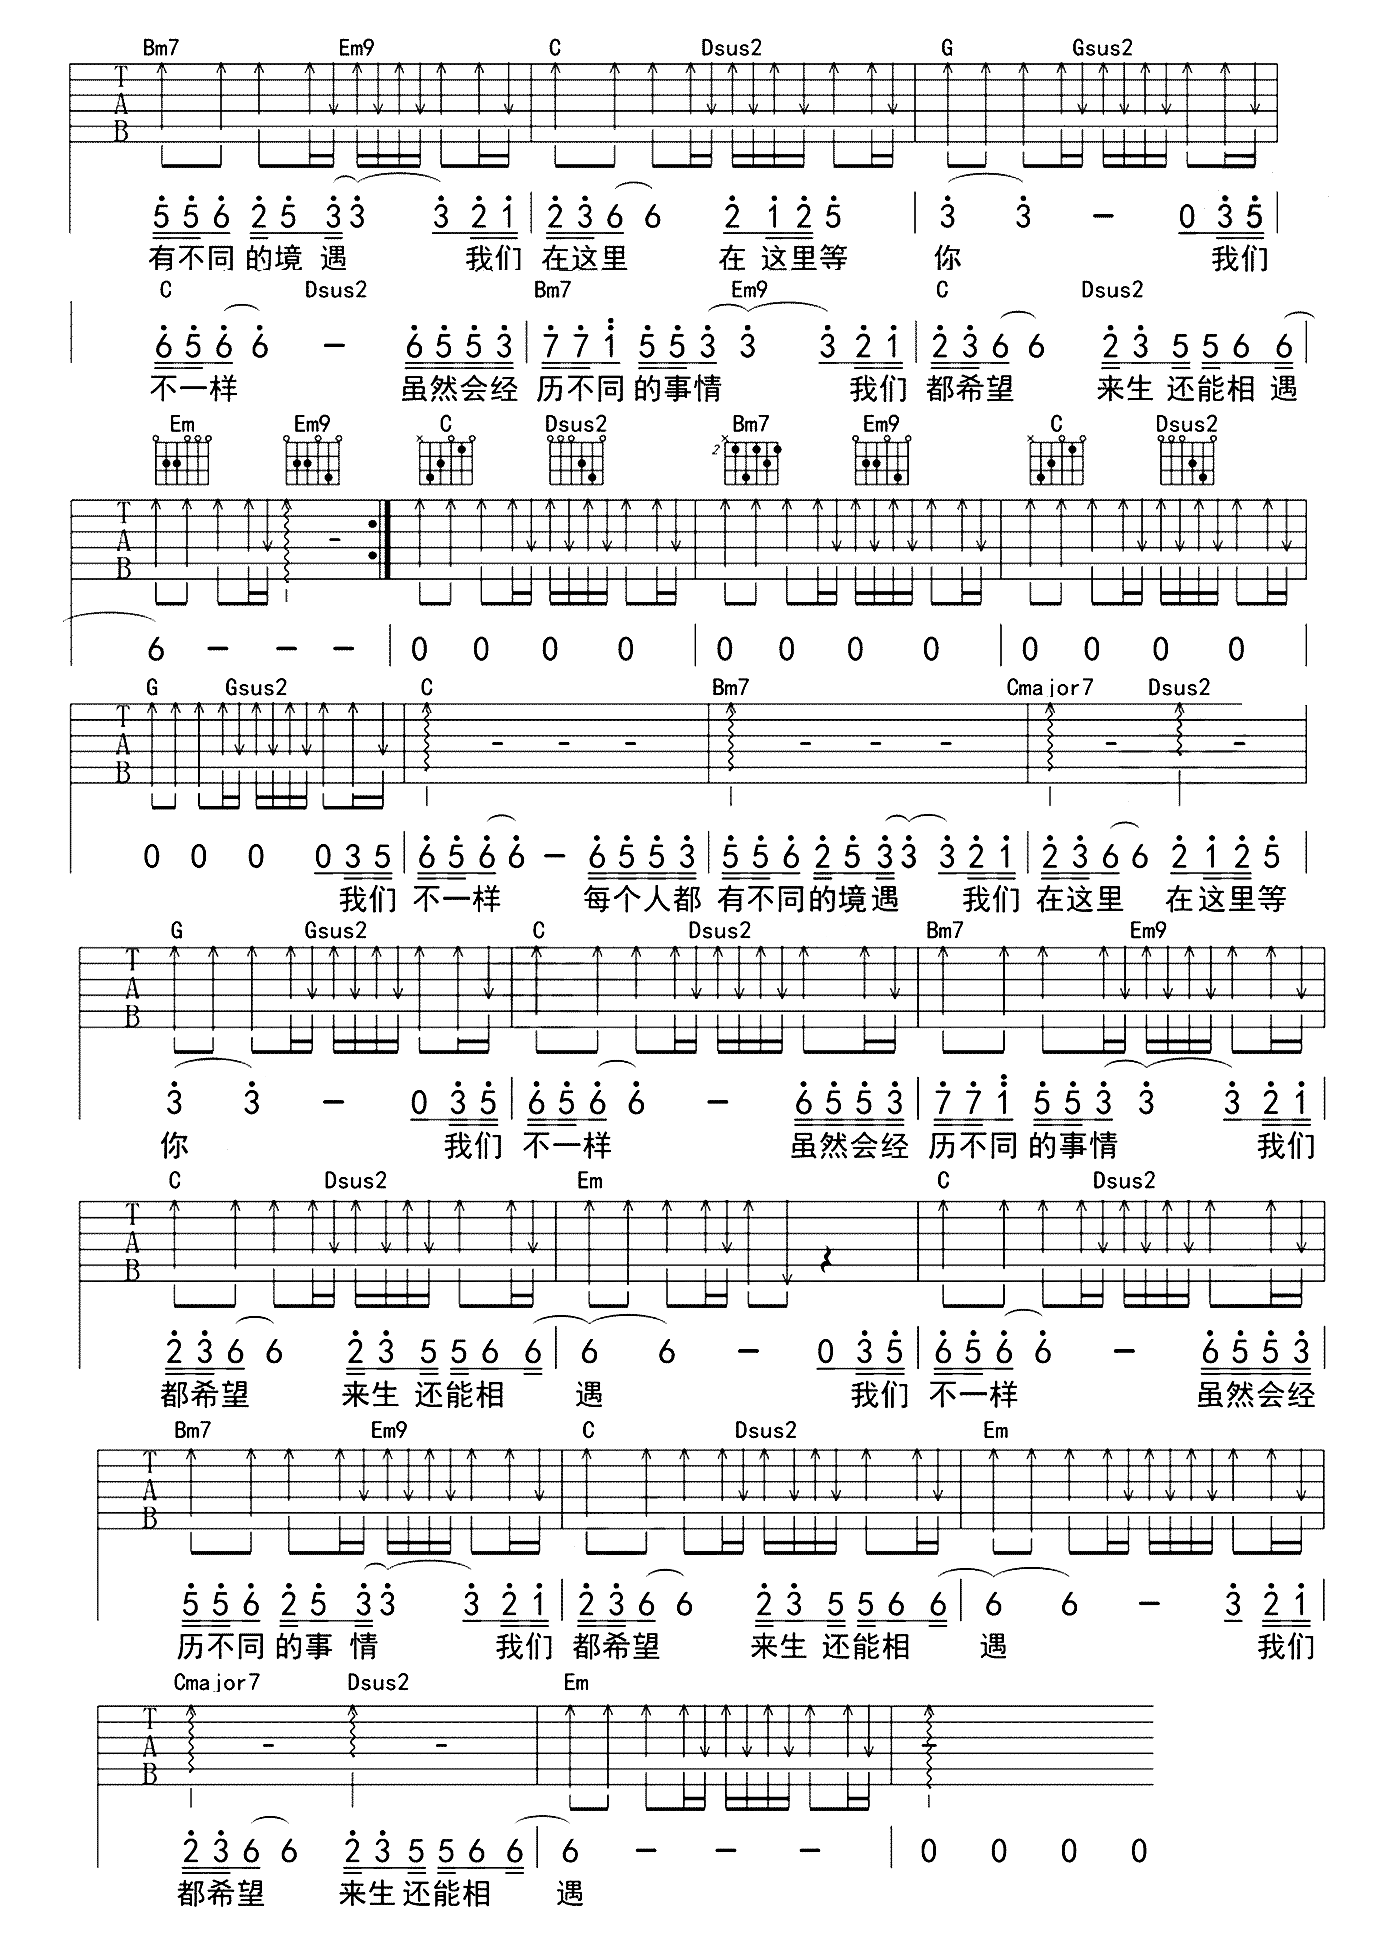 Bm7 Em9 C Dsus2 G Gsus2
T
A
B
5 5 6 2 5 3 3 3 2 1 2 3 6 6 2 1 2 5 3 3 – 0 3 5
有不同的境遇 我们在这里 在这里等 你 我们
C Dsus2 Bm7 Em9 C Dsus2
6 5 6 6 – 6 5 5 3 7 7 1 5 5 3 3 3 2 1 2 3 6 6 2 3 5 5 6 6
不一样 虽然会经 历不同的事情 我们 都希望 来生还能相遇
Em Em9 C Dsus2 Bm7 Em9 C Dsus2
2
T
A
B
6 – – – 0 0 0 0 0 0 0 0 0 0 0 0
G Gsus2 C Bm7 Cmajor7 Dsus2
T
A
B
0 0 0 0 3 5 6 5 6 6 – 6 5 5 3 5 5 6 2 5 3 3 3 2 1 2 3 6 6 2 1 2 5
我们 不一样 每个人都 有不同的境遇 我们 在这里 在这里等
G Gsus2 C Dsus2 Bm7 Em9
T
A
B
3 3 – 0 3 5 6 5 6 6 – 6 5 5 3 7 7 1 5 5 3 3 3 2 1
你 我们 不一样 虽然会经 历不同的事情 我们
C Dsus2 Em C Dsus2
T
A
B
2 3 6 6 2 3 5 5 6 6 6 6 – 0 3 5 6 5 6 6 – 6 5 5 3
都希望 来生还能相 遇 我们 不一样 虽然会经
Bm7 Em9 C Dsus2 Em
T
A
B
5 5 6 2 5 3 3 3 2 1 2 3 6 6 2 3 5 5 6 6 6 6 – 3 2 1
历不同的事情 我们 都希望 来生还能相 遇 我们
Cmajor7 Dsus2 Em
T
A
B
2 3 6 6 2 3 5 5 6 6 6 – – – 0 0 0 0
都希望 来生还能相 遇